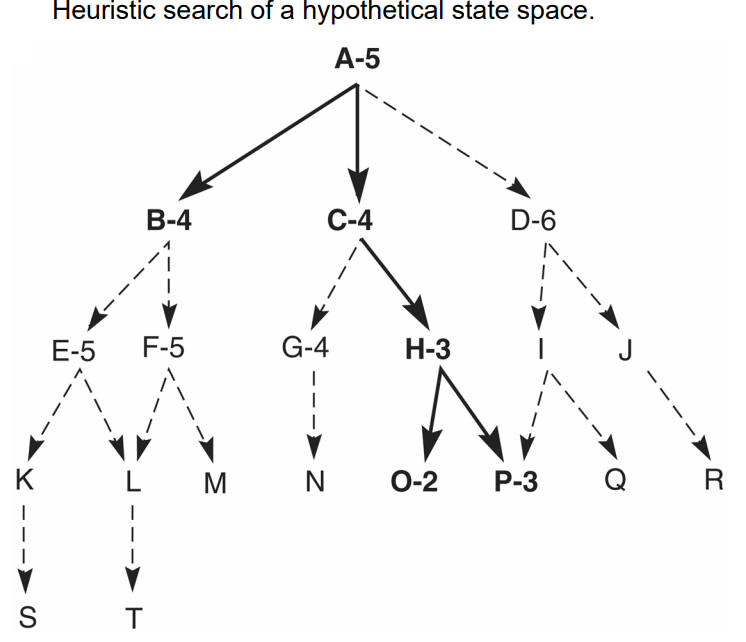 Heuristic search of a hypothetical state space.
A-5
B-4 C-4 D-6
E-5 F-5 G-4 H-3 I J
K L M N O-2 P-3 Q R
S T